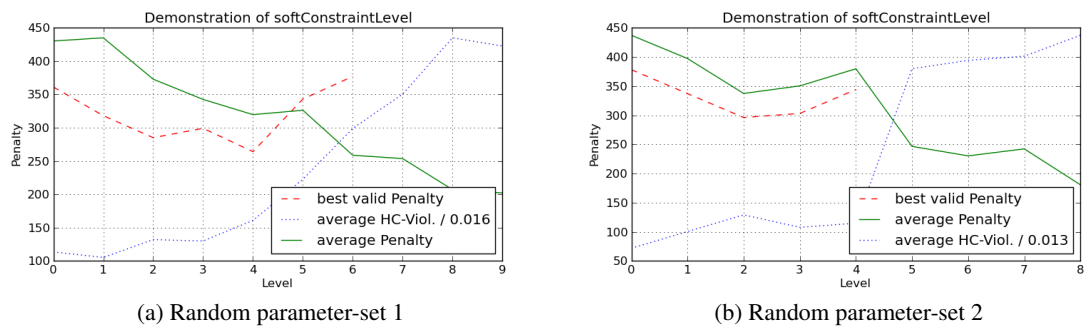 Demonstration of softConstraintLevel
450
400
350
300
250
200
150
100
Penalty
best valid Penalty
average HC-Viol. / 0.016
average Penalty
0 1 2 3 4 5 6 7 8 9
Level
(a) Random parameter-set 1
Demonstration of softConstraintLevel
450
400
350
300
250
200
150
100
50
Penalty
best valid Penalty
average Penalty
average HC-Viol. / 0.013
0 1 2 3 4 5 6 7 8
Level
(b) Random parameter-set 2